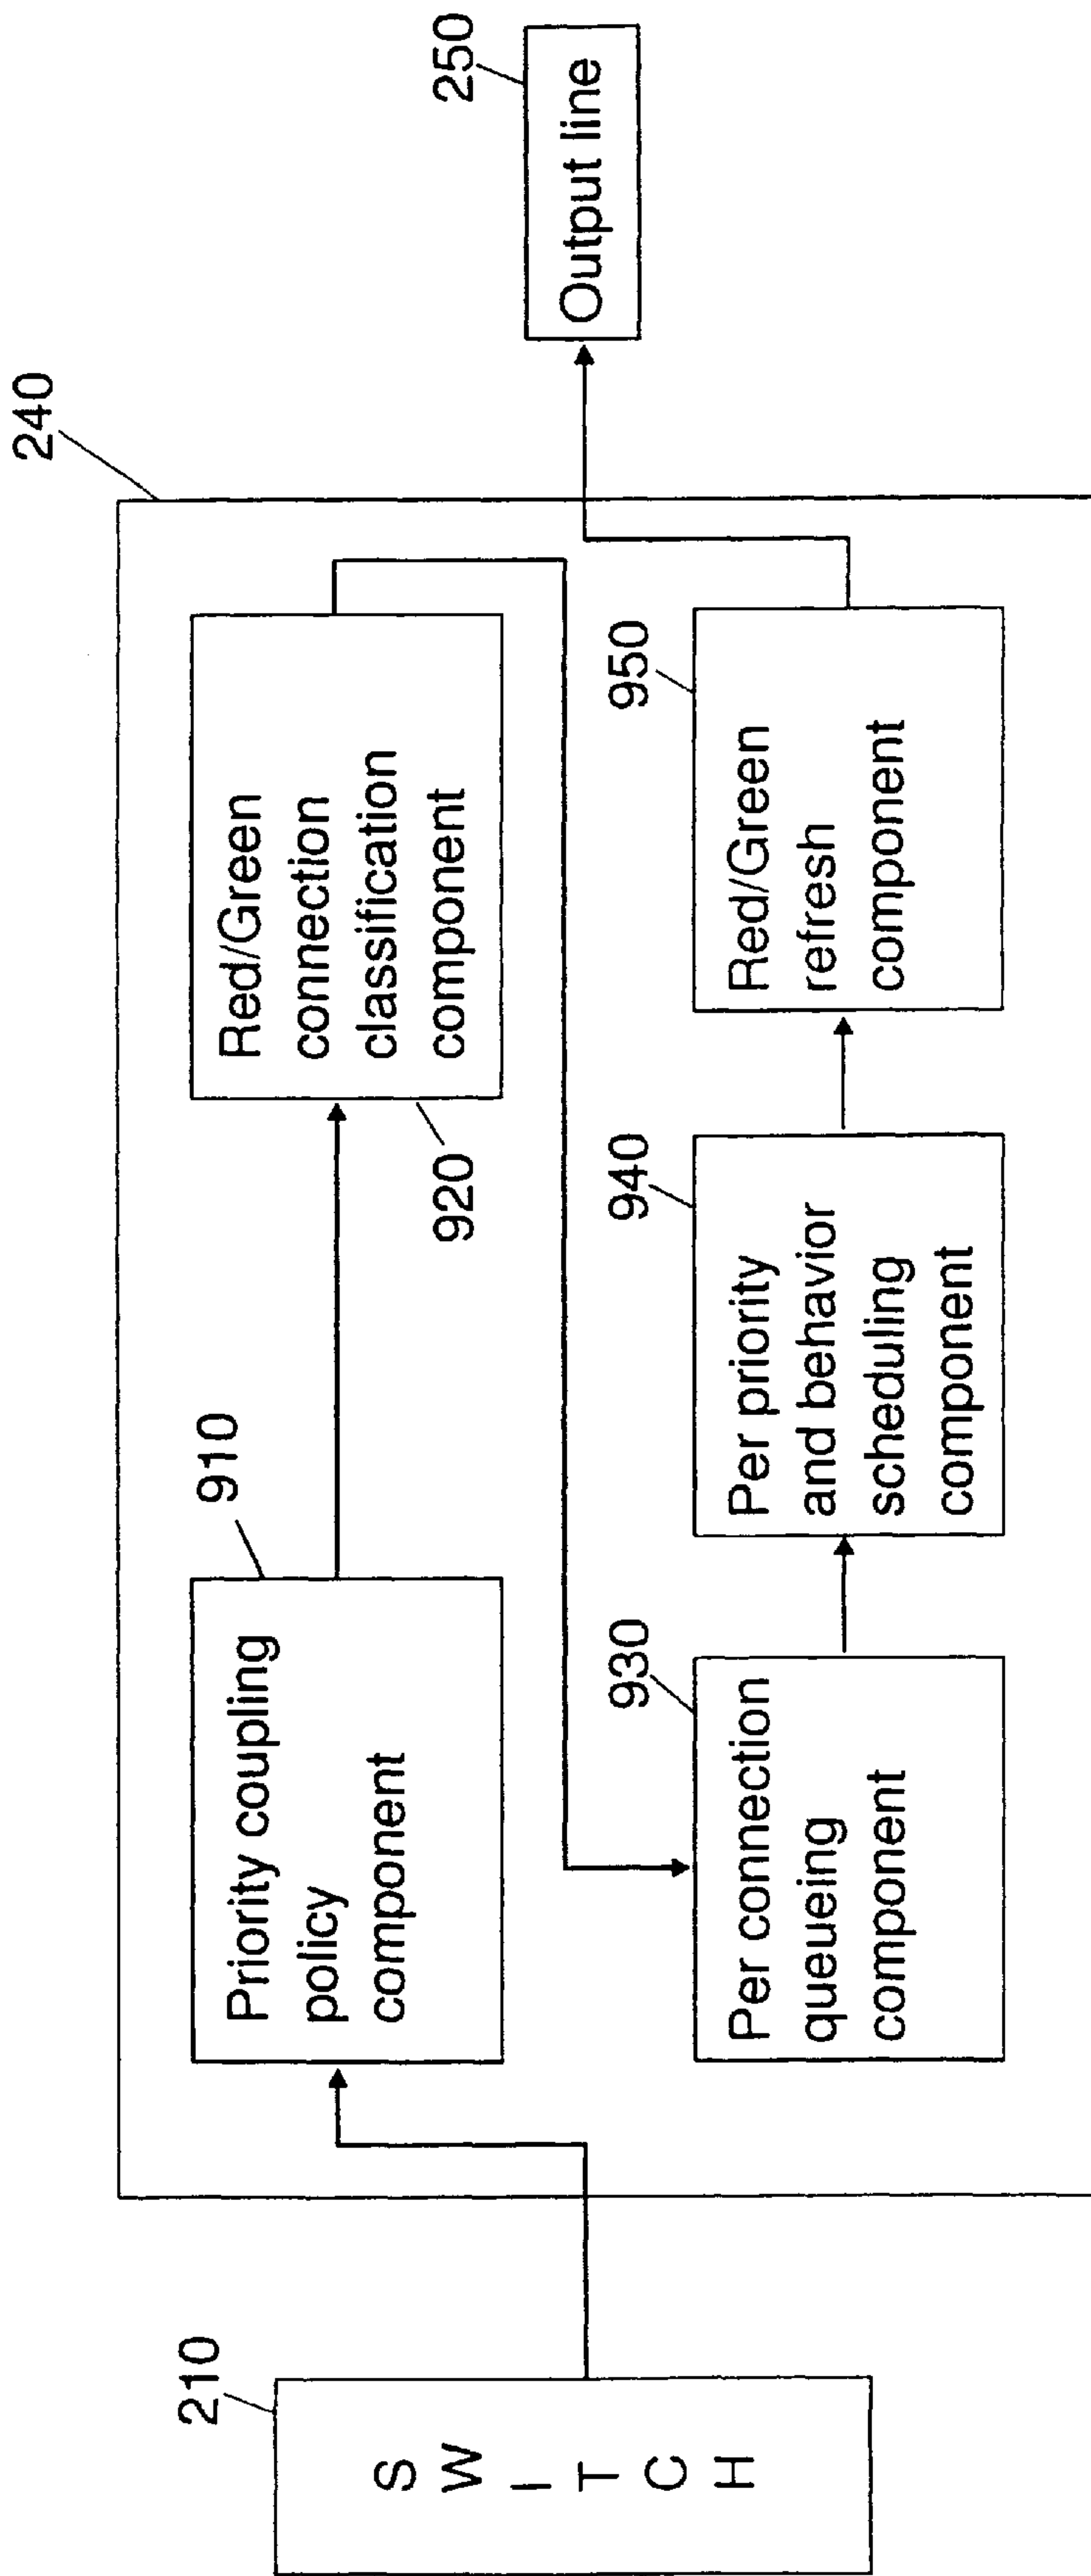 240
250
Output line
210
S
W
I
T
C
H
910
Priority coupling
policy
component
Red/Green
connection
classification
component
920
930
Per connection
queueing
component
940
Per priority
and behavior
scheduling
component
950
Red/Green
refresh
component